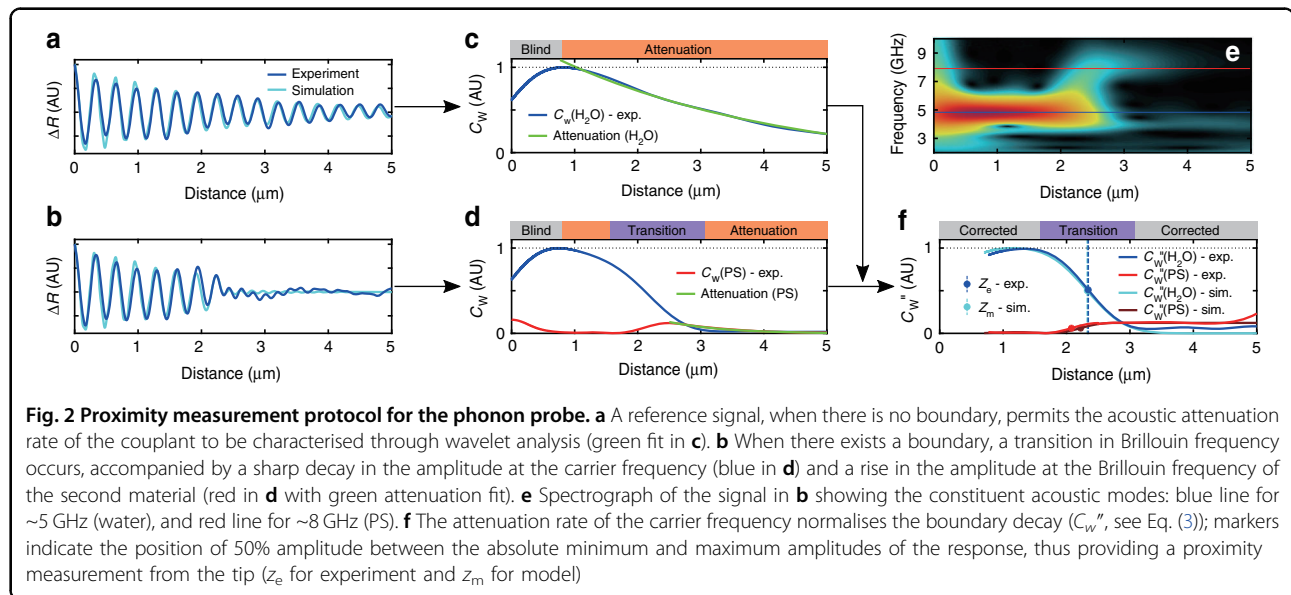 a
ΔR (AU)
Experiment
Simulation
0 1 2 3 4 5
Distance (μm)
b
ΔR (AU)
0 1 2 3 4 5
Distance (μm)
c
Blind Attenuation
1
0
C_W (AU)
C_W(H₂O) - exp.
Attenuation (H₂O)
0 1 2 3 4 5
Distance (μm)
d
Blind Transition Attenuation
1
0
C_W (AU)
C_W(PS) - exp.
Attenuation (PS)
0 1 2 3 4 5
Distance (μm)
e
Frequency (GHz)
9
7
5
3
0 1 2 3 4 5
Distance (μm)
f
Corrected Transition Corrected
1
0
C_W″ (AU)
Z_e - exp.
Z_m - sim.
C_W″(H₂O) - exp.
C_W″(PS) - exp.
C_W″(H₂O) - sim.
C_W″(PS) - sim.
0 1 2 3 4 5
Distance (μm)
Fig. 2 Proximity measurement protocol for the phonon probe. a A reference signal, when there is no boundary, permits the acoustic attenuation
rate of the couplant to be characterised through wavelet analysis (green fit in c). b When there exists a boundary, a transition in Brillouin frequency
occurs, accompanied by a sharp decay in the amplitude at the carrier frequency (blue in d) and a rise in the amplitude at the Brillouin frequency of
the second material (red in d with green attenuation fit). e Spectrograph of the signal in b showing the constituent acoustic modes: blue line for
~5 GHz (water), and red line for ~8 GHz (PS). f The attenuation rate of the carrier frequency normalises the boundary decay (C_w″, see Eq. (3)); markers
indicate the position of 50% amplitude between the absolute minimum and maximum amplitudes of the response, thus providing a proximity
measurement from the tip (z_e for experiment and z_m for model)